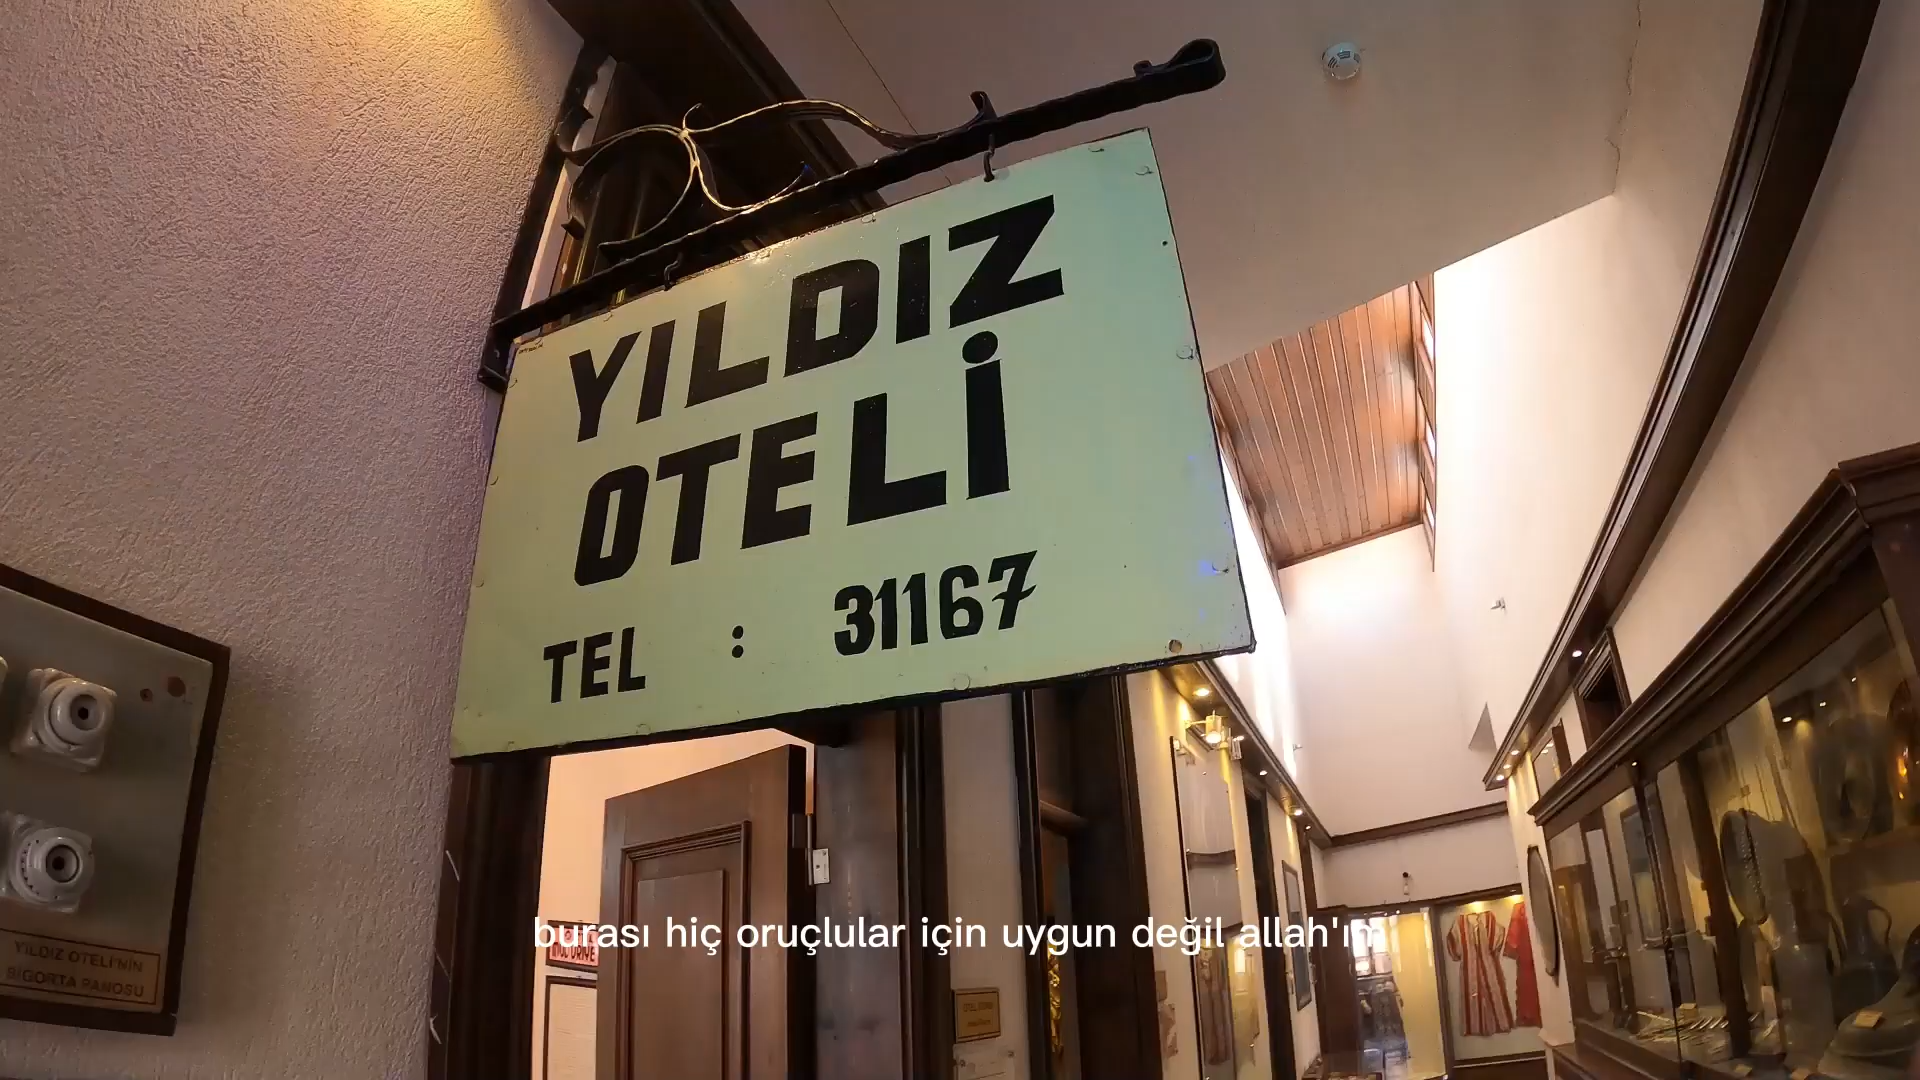 YILDIZ
OTELİ
TEL : 31167
YILDIZ OTELİ'NİN
SİGORTA PANOSU
burası hiç oruçlular için uygun değil allah'ım